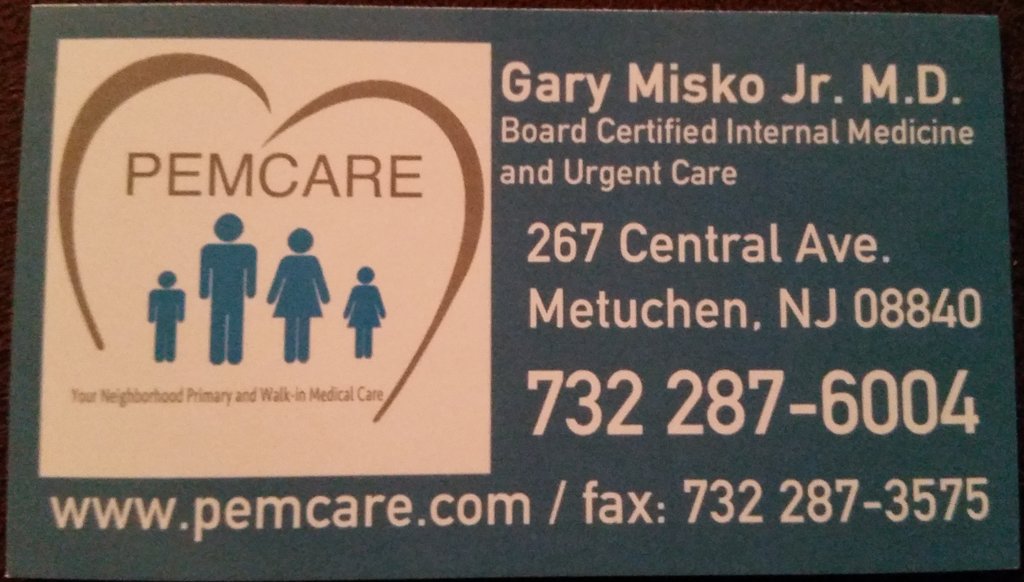 PEMCARE
Your Neighborhood Primary and Walk-in Medical Care
Gary Misko Jr. M.D.
Board Certified Internal Medicine
and Urgent Care
267 Central Ave.
Metuchen, NJ 08840
732 287-6004
www.pemcare.com / fax: 732 287-3575